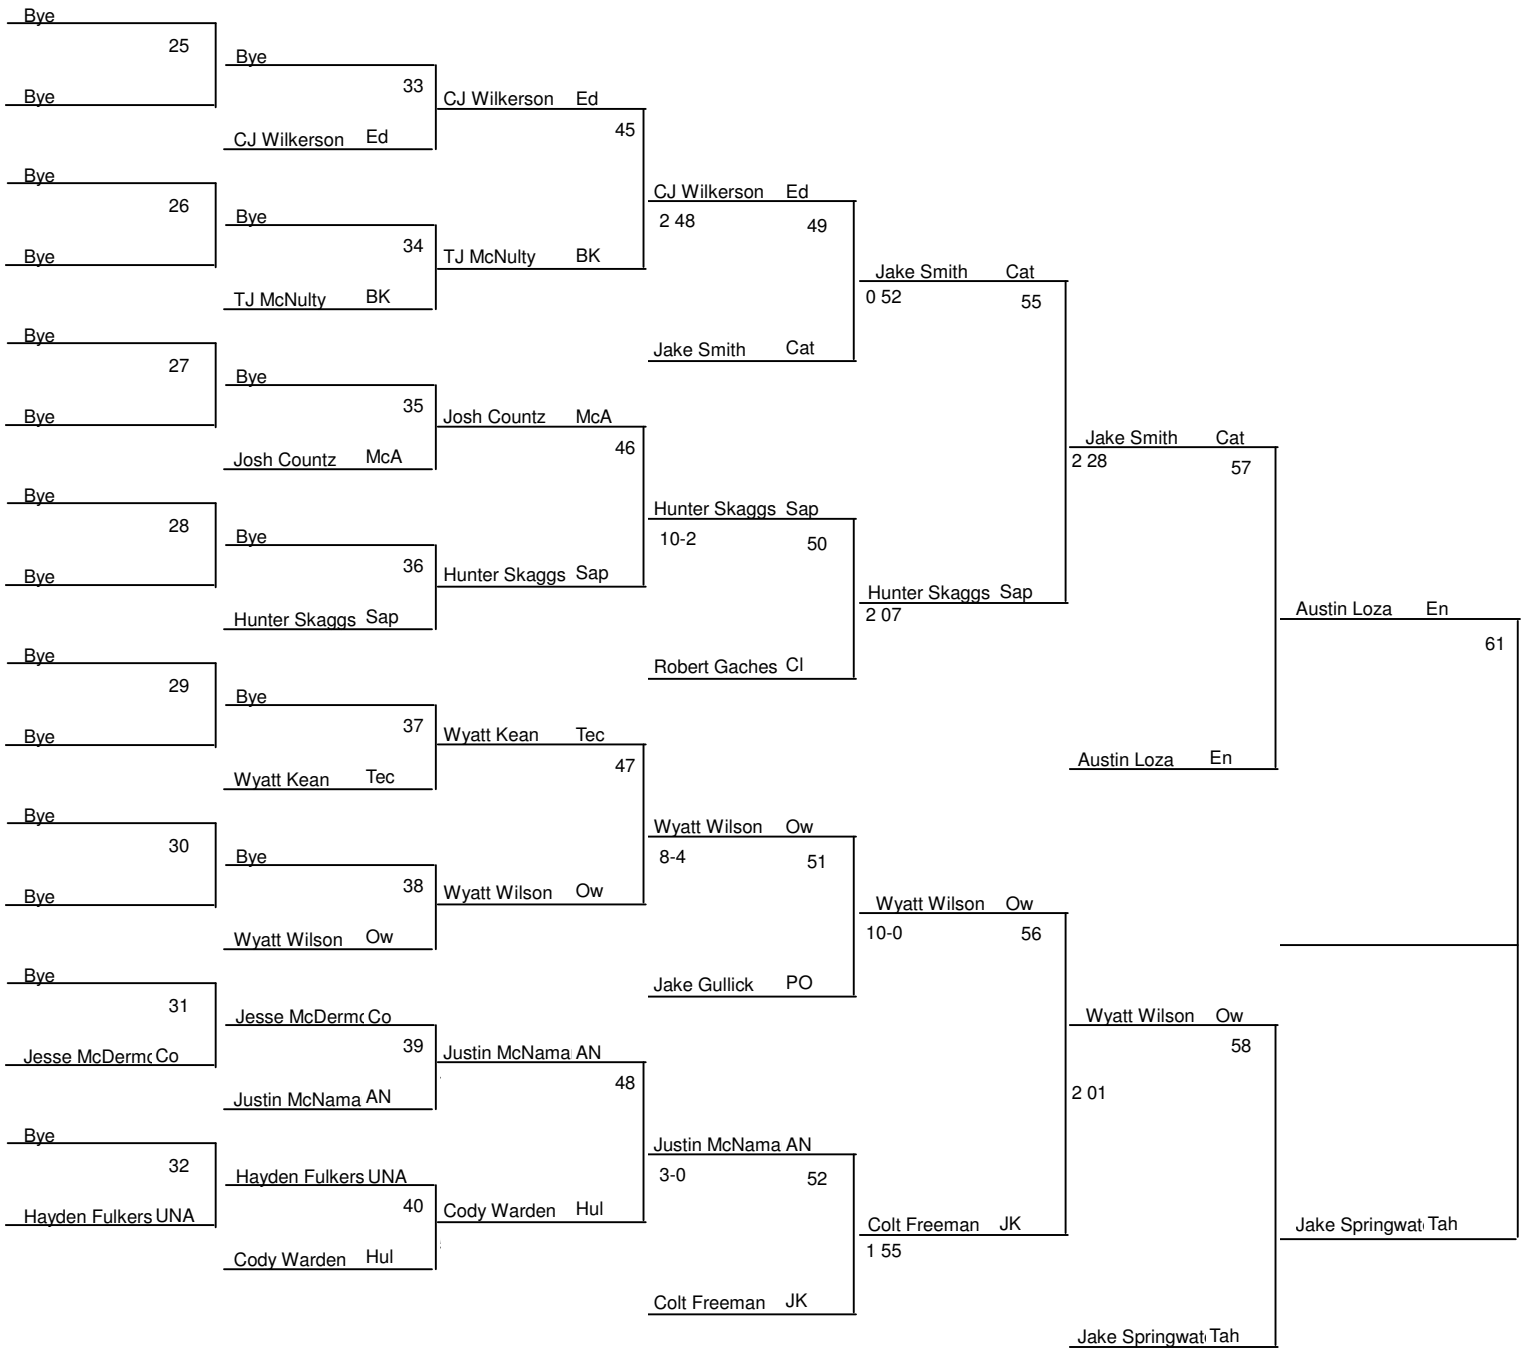 Bye
25
Bye
Bye
33
CJ Wilkerson Ed
CJ Wilkerson Ed
45
Bye
26
Bye
Bye
34
TJ McNulty BK
TJ McNulty BK
CJ Wilkerson Ed
2 48
49
Jake Smith Cat
Jake Smith Cat
0 52
55
Bye
27
Bye
Bye
35
Josh Countz McA
Josh Countz McA
46
Bye
28
Bye
Bye
36
Hunter Skaggs Sap
Hunter Skaggs Sap
Hunter Skaggs Sap
10-2
50
Robert Gaches Cl
Hunter Skaggs Sap
2 07
Jake Smith Cat
2 28
57
Austin Loza En
Austin Loza En
61
Bye
29
Bye
Bye
37
Wyatt Kean Tec
Wyatt Kean Tec
47
Bye
30
Bye
Bye
38
Wyatt Wilson Ow
Wyatt Wilson Ow
Wyatt Wilson Ow
8-4
51
Jake Gullick PO
Wyatt Wilson Ow
10-0
56
Bye
31
Jesse McDerm Co
Jesse McDerm Co
39
Justin McNama AN
Justin McNama AN
48
Bye
32
Hayden Fulkers UNA
Hayden Fulkers UNA
40
Cody Warden Hul
Cody Warden Hul
Justin McNama AN
3-0
52
Colt Freeman JK
Colt Freeman JK
1 55
Wyatt Wilson Ow
58
2 01
Jake Springwat Tah
Jake Springwat Tah